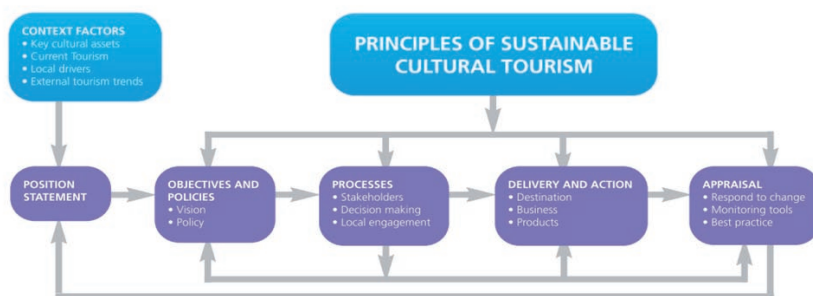 CONTEXT FACTORS
• Key cultural assets
• Current Tourism
• Local drivers
• External tourism trends
PRINCIPLES OF SUSTAINABLE
CULTURAL TOURISM
POSITION
STATEMENT
OBJECTIVES AND
POLICIES
• Vision
• Policy
PROCESSES
• Stakeholders
• Decision making
• Local engagement
DELIVERY AND ACTION
• Destination
• Business
• Products
APPRAISAL
• Respond to change
• Monitoring tools
• Best practice